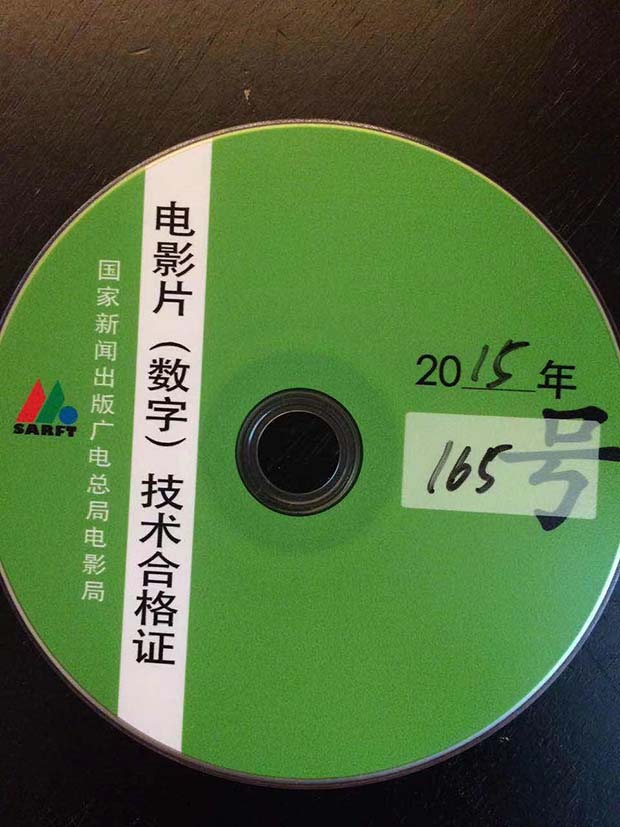 电影片（数字）技术合格证
国家新闻出版广电总局电影局
SARFT
2015年
165号